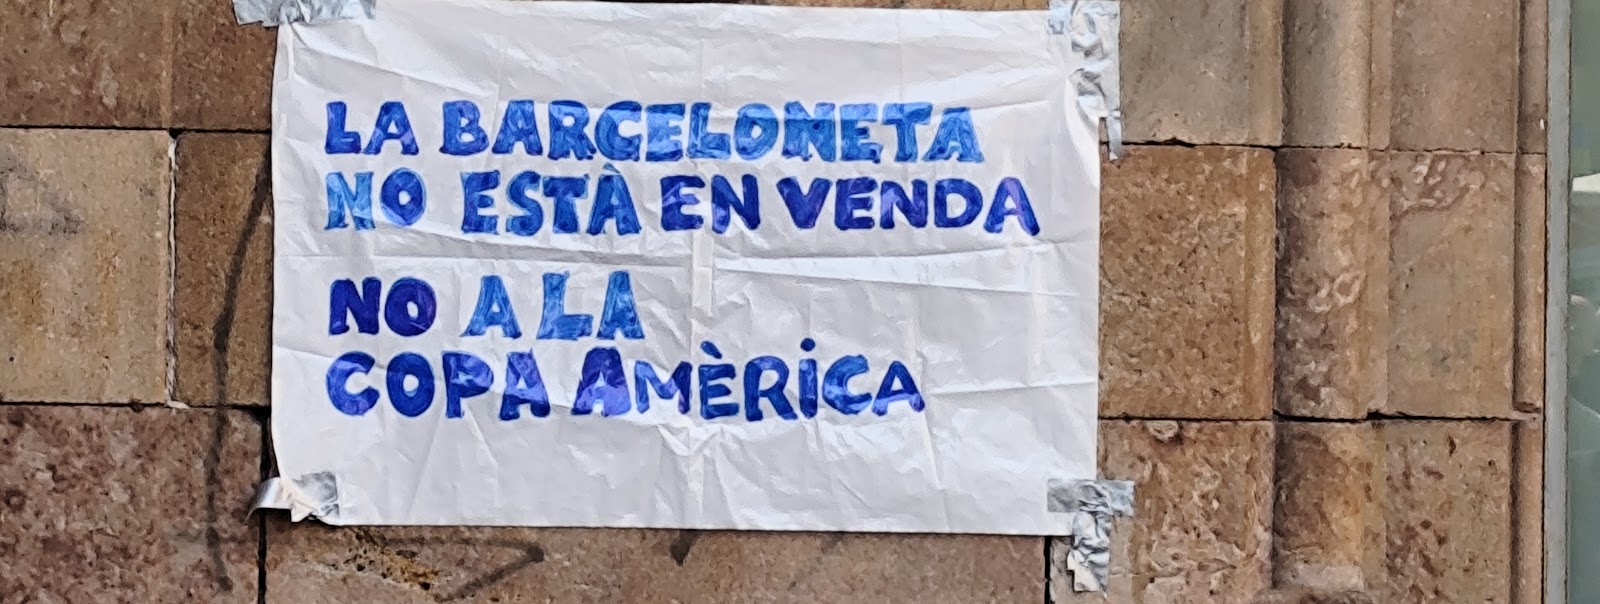 LA BARCELONETA
NO ESTÀ EN VENDA
NO A LA
COPA AMÈRICA